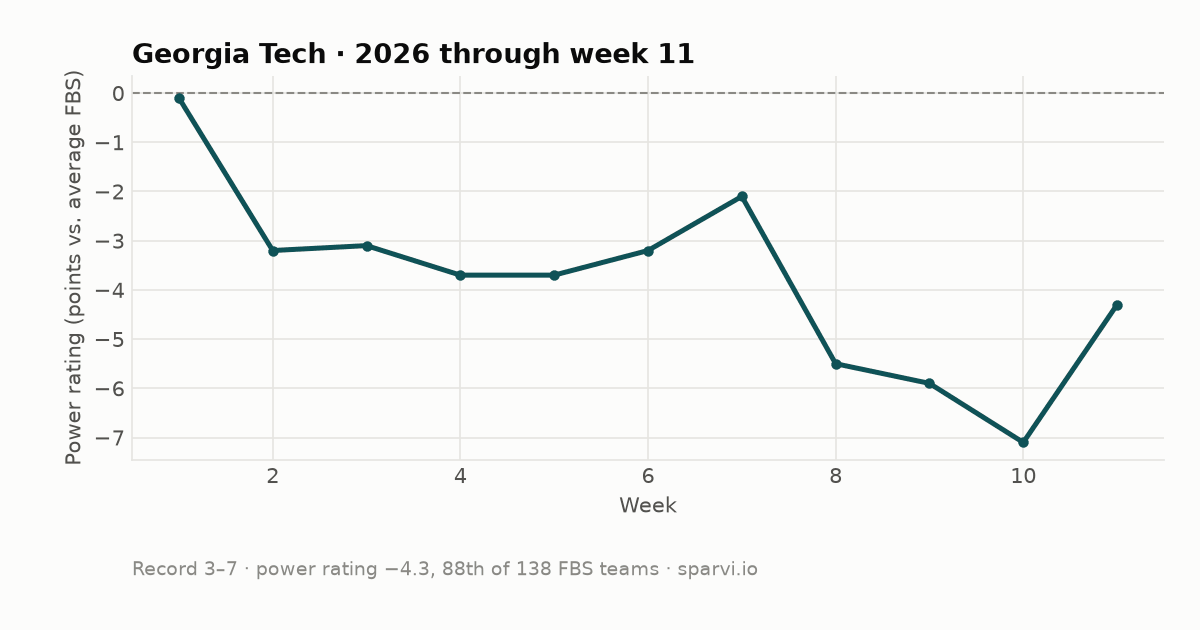 Georgia Tech · 2026 through week 11
Power rating (points vs. average FBS)
0
−1
−2
−3
−4
−5
−6
−7
2 4 6 8 10
Week
Record 3–7 · power rating −4.3, 88th of 138 FBS teams · sparvi.io